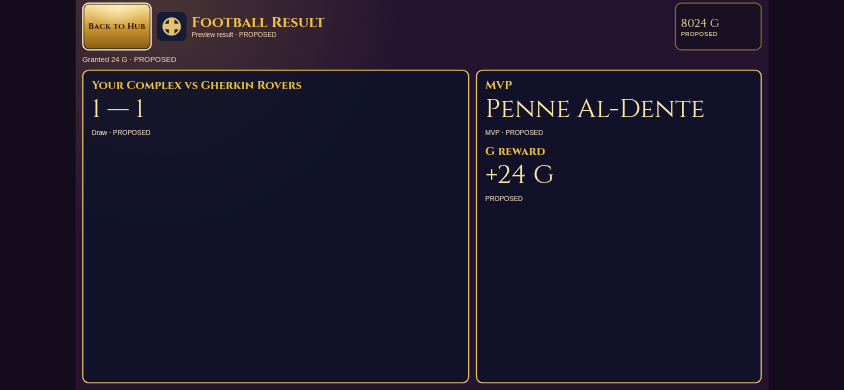 Back to Hub
Football Result
Preview result · PROPOSED
8024 G
PROPOSED
Granted 24 G · PROPOSED
Your Complex vs Gherkin Rovers
1 — 1
Draw · PROPOSED
MVP
Penne Al-Dente
MVP · PROPOSED
G reward
+24 G
PROPOSED